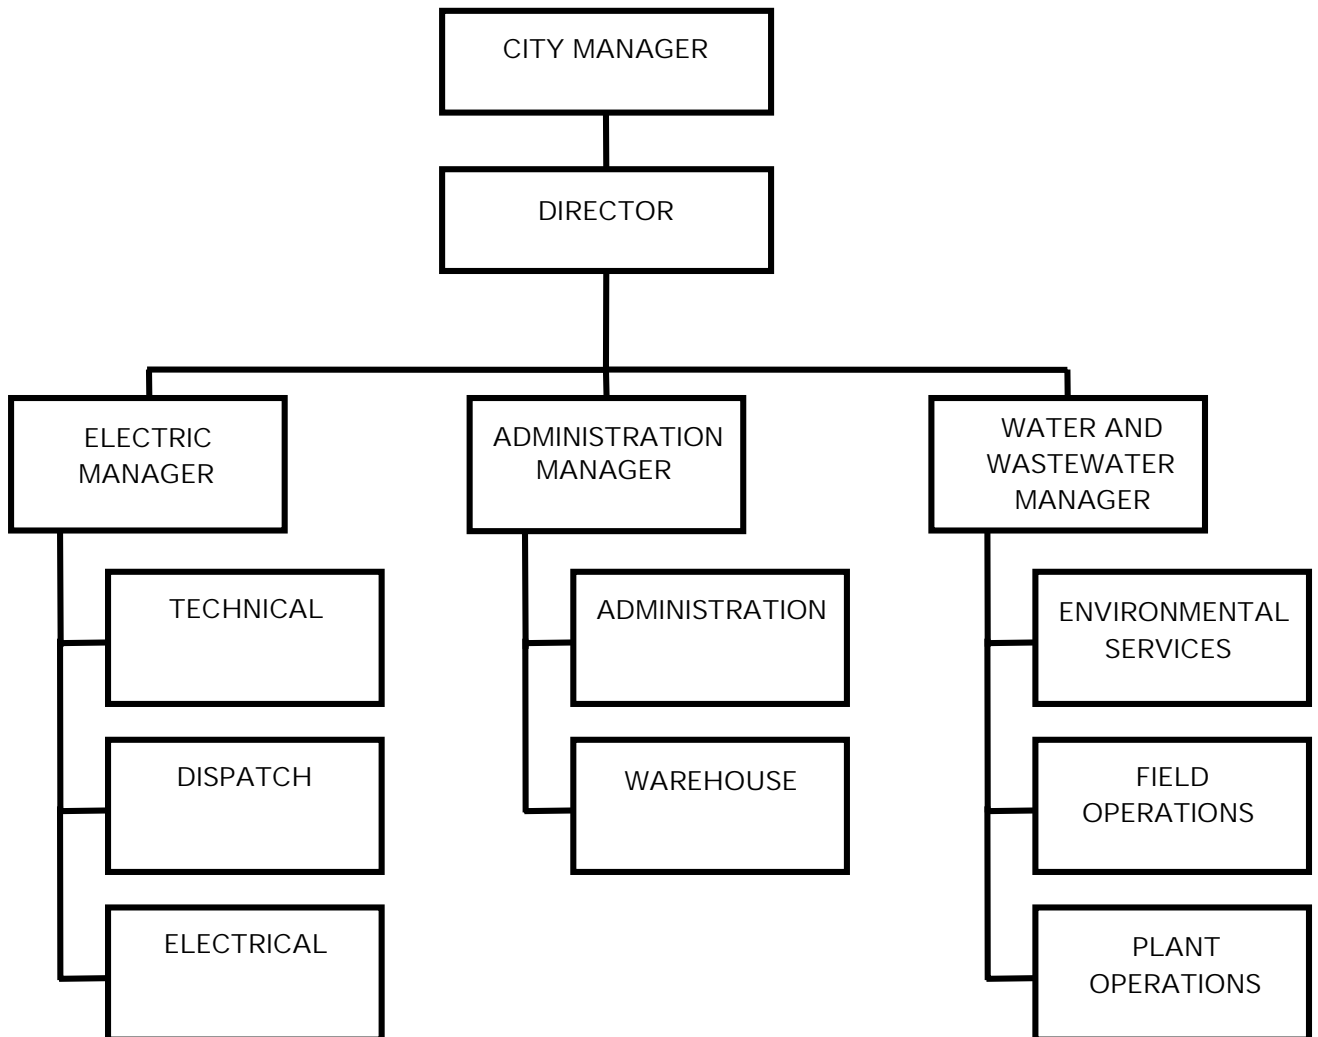 CITY MANAGER
DIRECTOR
ELECTRIC
MANAGER
ADMINISTRATION
MANAGER
WATER AND
WASTEWATER
MANAGER
TECHNICAL
ADMINISTRATION
ENVIRONMENTAL
SERVICES
DISPATCH
WAREHOUSE
FIELD
OPERATIONS
ELECTRICAL
PLANT
OPERATIONS